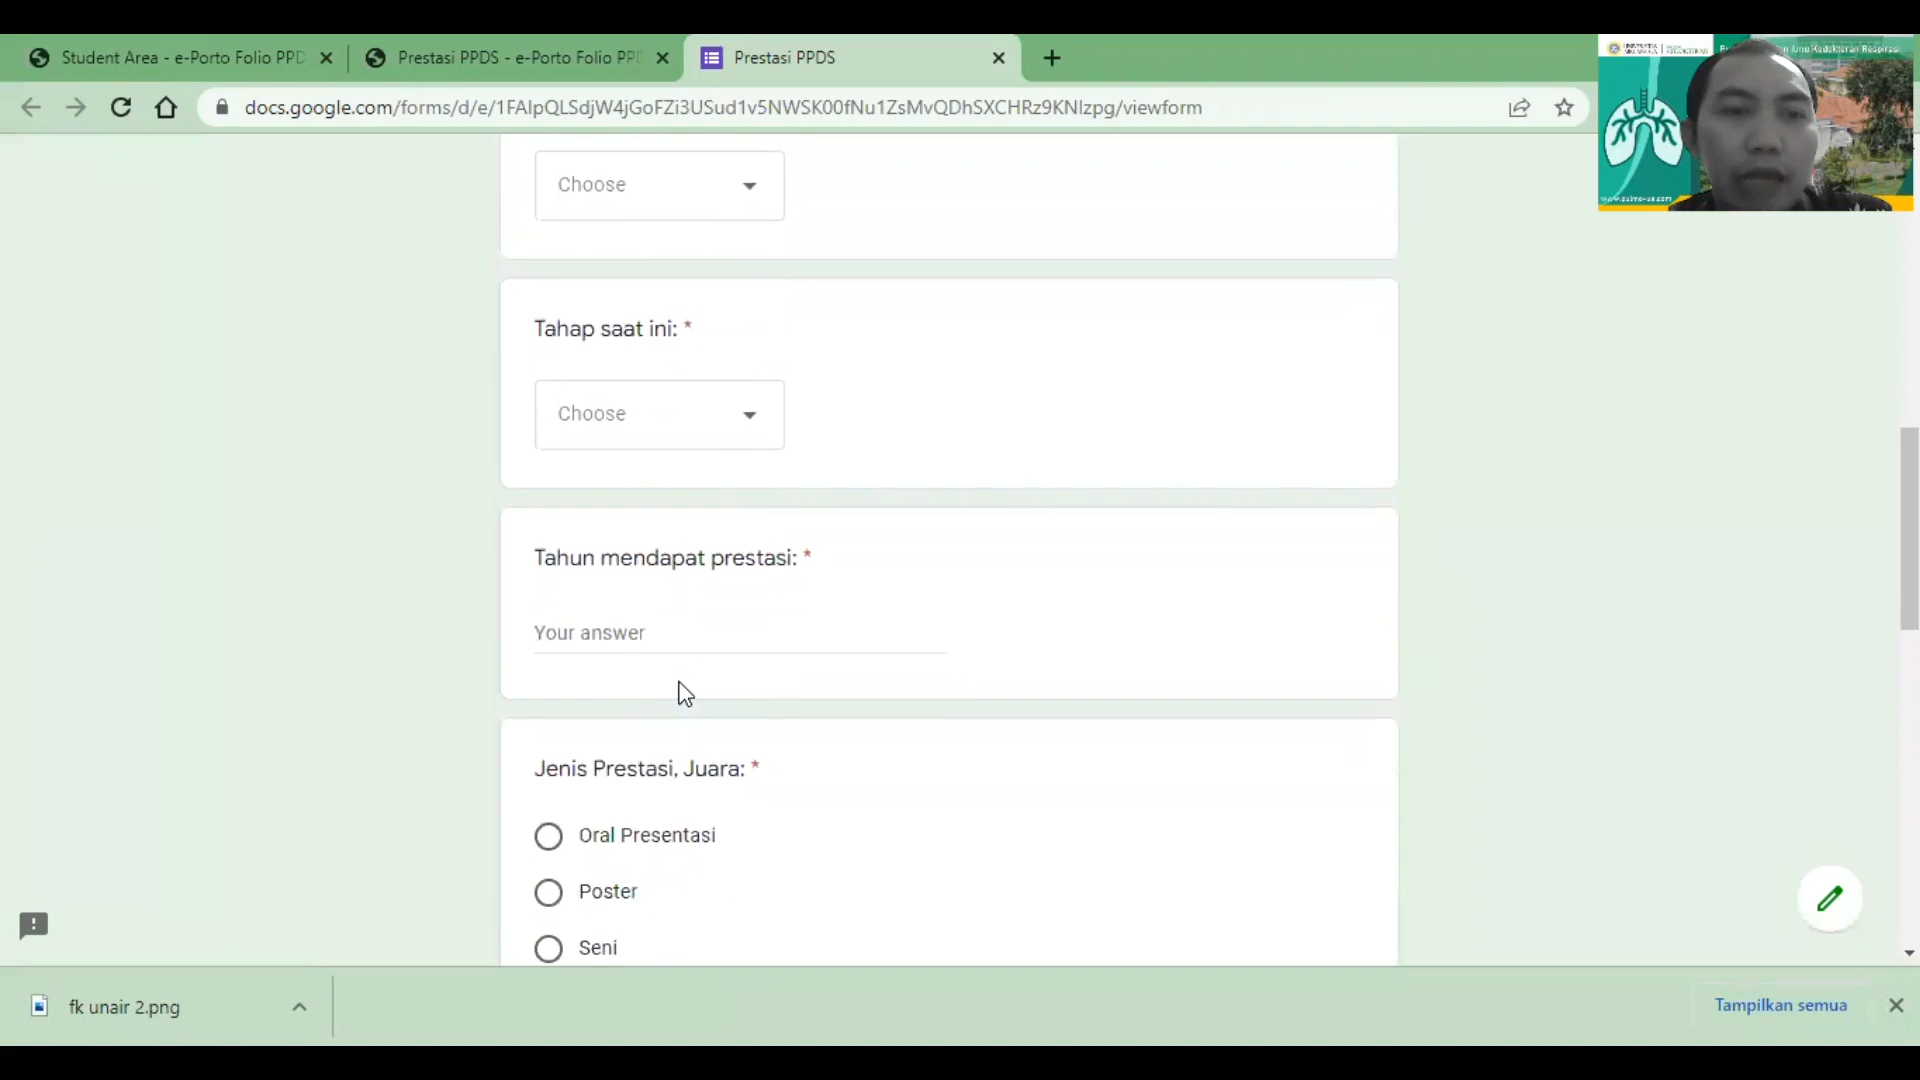 Student Area - e-Porto Folio PPD
Prestasi PPDS - e-Porto Folio PPI
Prestasi PPDS
docs.google.com/forms/d/e/1FAIpQLSdjW4jGoFZi3USud1v5NWSK00fNu1ZsMvQDhSXCHRz9KNlzpg/viewform
Choose
Tahap saat ini: *
Choose
Tahun mendapat prestasi: *
Your answer
Jenis Prestasi, Juara: *
Oral Presentasi
Poster
Seni
fk unair 2.png
Tampilkan semua